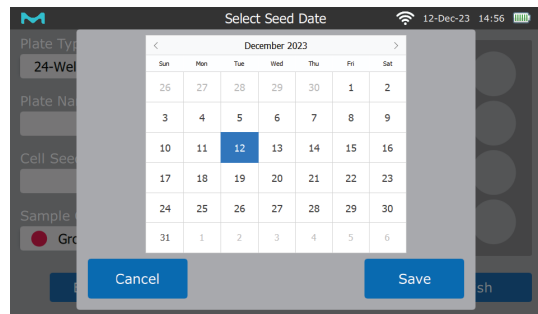 Select Seed Date
12-Dec-23 14:56
Plate Typ
24-Wel
Plate Na
Cell See
Sample
Gro
< December 2023 >
Sun Mon Tue Wed Thu Fri Sat
26 27 28 29 30 1 2
3 4 5 6 7 8 9
10 11 12 13 14 15 16
17 18 19 20 21 22 23
24 25 26 27 28 29 30
31 1 2 3 4 5 6
Cancel Save
sh